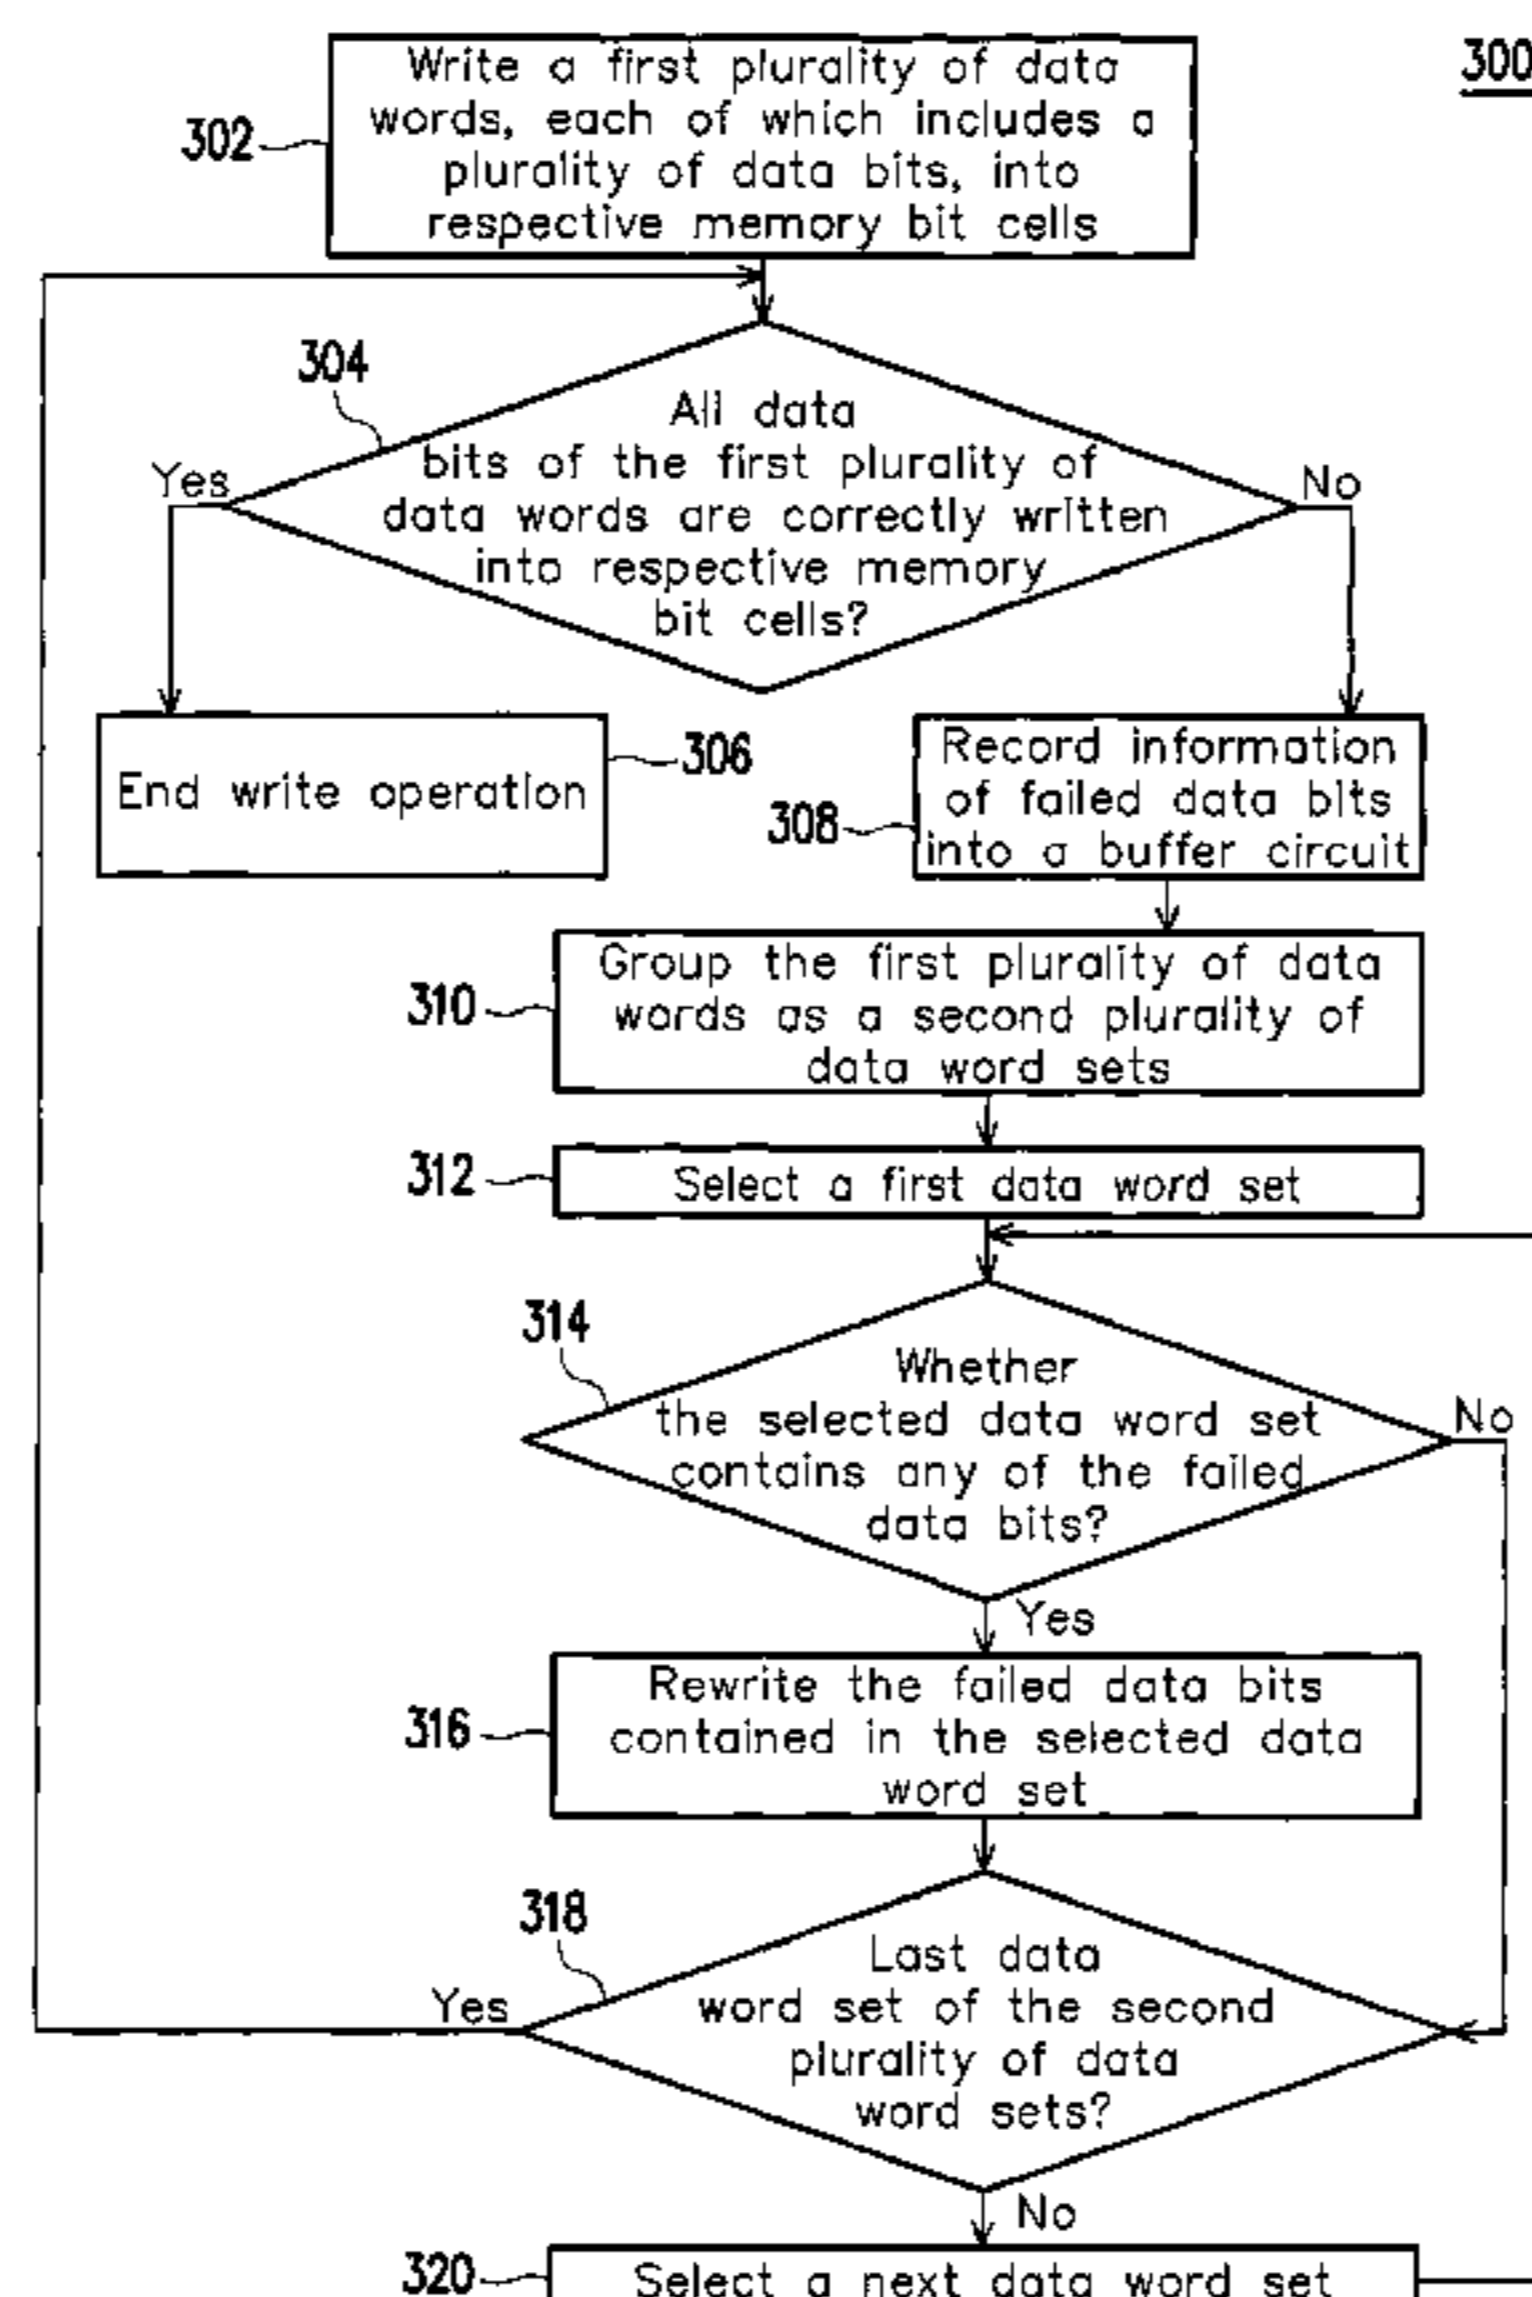 300
Write a first plurality of data
words, each of which includes a
plurality of data bits, into
respective memory bit cells
302
304
All data
bits of the first plurality of
data words are correctly written
into respective memory
bit cells?
Yes
No
End write operation
306
Record information
of failed data bits
into a buffer circuit
308
Group the first plurality of data
words as a second plurality of
data word sets
310
312
Select a first data word set
314
Whether
the selected data word set
contains any of the failed
data bits?
No
Yes
Rewrite the failed data bits
contained in the selected data
word set
316
318
Last data
word set of the second
plurality of data
word sets?
Yes
No
320
Select a next data word set